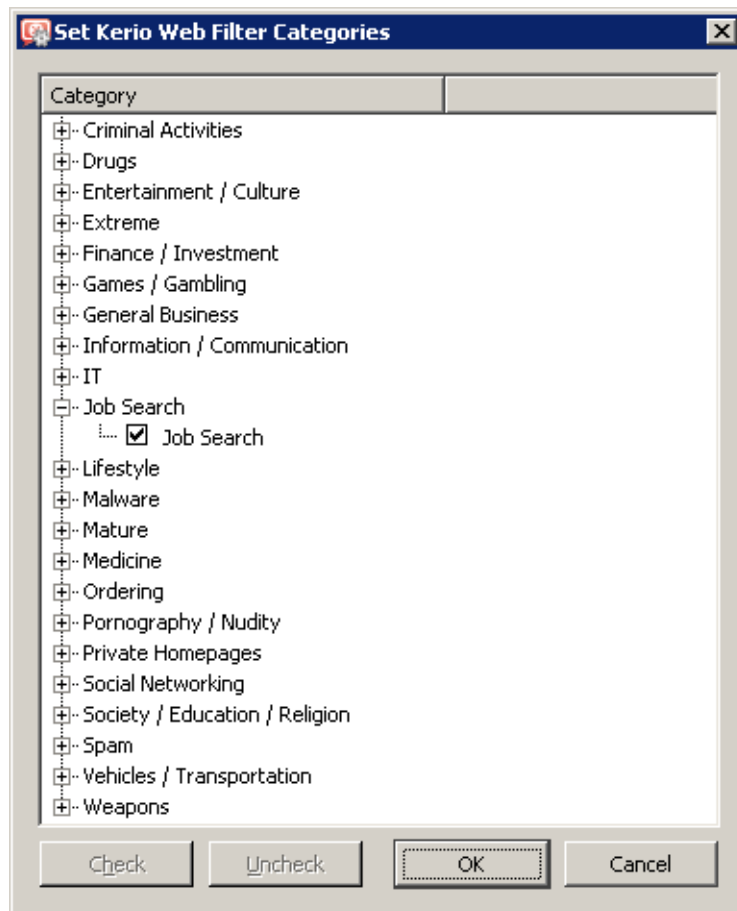 Set Kerio Web Filter Categories
Category
Criminal Activities
Drugs
Entertainment / Culture
Extreme
Finance / Investment
Games / Gambling
General Business
Information / Communication
IT
Job Search
Job Search
Lifestyle
Malware
Mature
Medicine
Ordering
Pornography / Nudity
Private Homepages
Social Networking
Society / Education / Religion
Spam
Vehicles / Transportation
Weapons
Check Uncheck OK Cancel